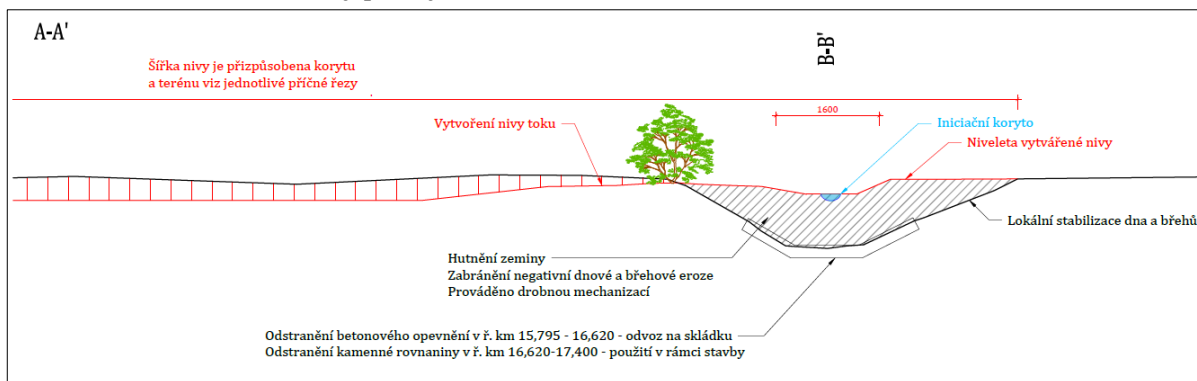 A-A'
B-B'
Šířka nivy je přizpůsobena korytu
a terénu viz jednotlivé příčné řezy
1600
Vytvoření nivy toku
Iniciační koryto
Niveleta vytvářené nivy
Lokální stabilizace dna a břehů
Hutnění zeminy
Zabránění negativní dnové a břehové eroze
Prováděno drobnou mechanizací
Odstranění betonového opevnění v ř. km 15,795 - 16,620 - odvoz na skládku
Odstranění kamenné rovnaniny v ř. km 16,620-17,400 - použití v rámci stavby